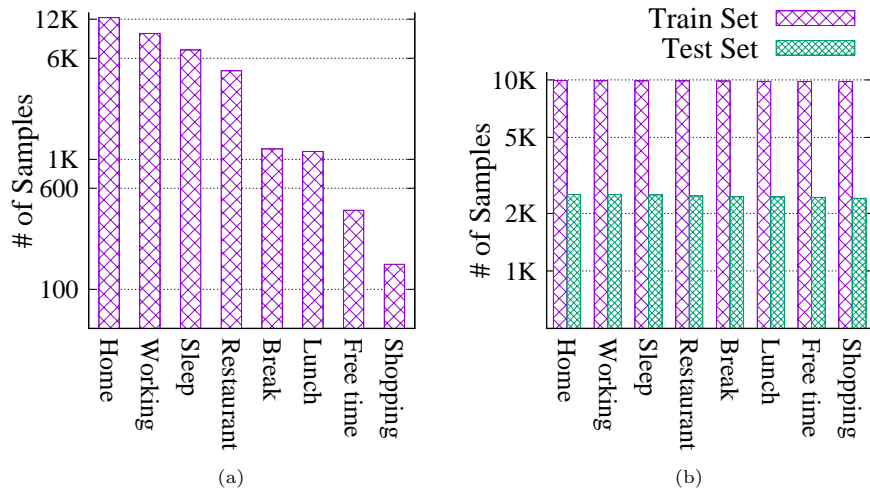 12K
6K
1K
600
100
# of Samples
Home
Working
Sleep
Restaurant
Break
Lunch
Free time
Shopping
(a)
Train Set
Test Set
10K
5K
2K
1K
# of Samples
Home
Working
Sleep
Restaurant
Break
Lunch
Free time
Shopping
(b)